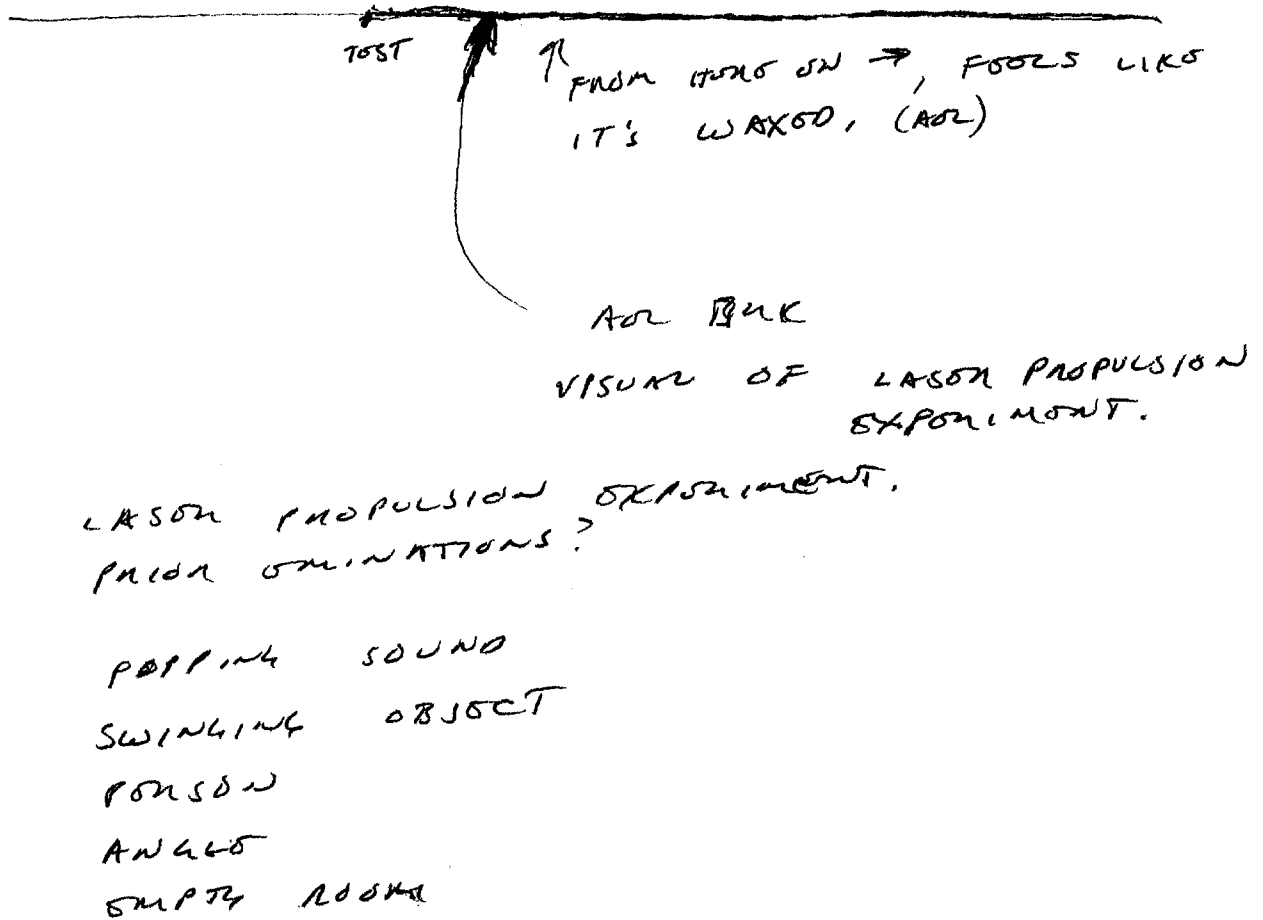 TEST
FROM HERE ON →, FEELS LIKE
IT'S WAXED, (AOL)
AOL BRK
VISUAL OF LASER PROPULSION
EXPERIMENT.
LASER PROPULSION EXPERIMENT.
PRIOR EMINATIONS?
POPPING SOUND
SWINGING OBJECT
PERSON
ANGLE
EMPTY ROOM